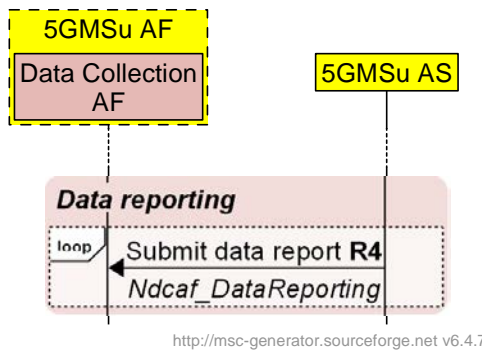 5GMSu AF
Data Collection
AF
5GMSu AS
Data reporting
loop
Submit data report R4
Ndcaf_DataReporting
http://msc-generator.sourceforge.net v6.4.7